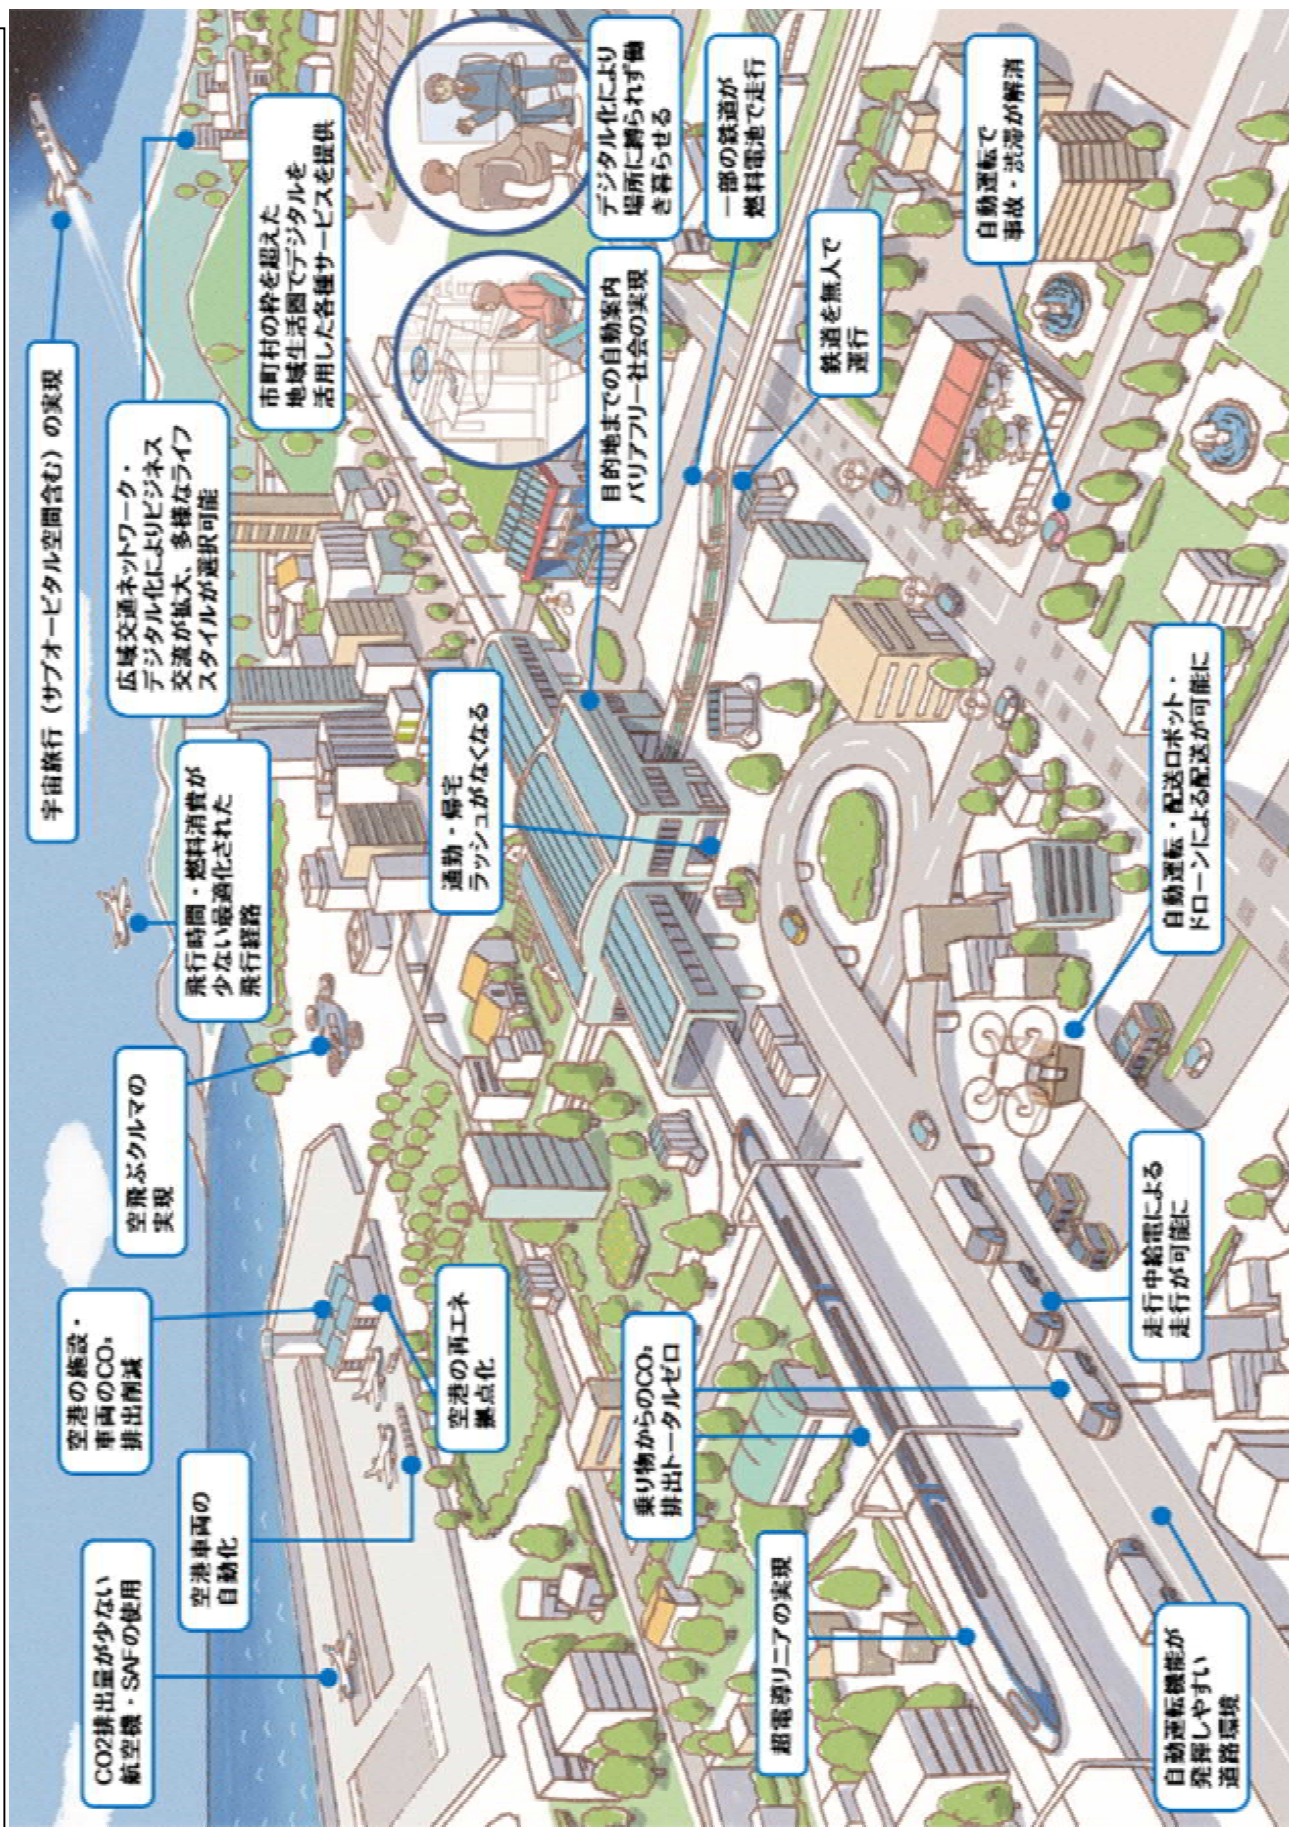 CO2排出量が少ない
航空機・SAFの使用
空港の施設・
車両のCO₂
排出削減
空港車両の
自動化
空港の再エネ
拠点化
空飛ぶクルマの
実現
飛行時間・燃料消費が
少ない最適化された
飛行経路
宇宙旅行（サブオービタル空間含む）の実現
広域交通ネットワーク・
デジタル化によりビジネス
交流が拡大、多様なライフ
スタイルが選択可能
市町村の枠を超えた
地域生活圏でデジタルを
活用した各種サービスを提供
通勤・帰宅
ラッシュがなくなる
デジタル化により
場所に縛られず働
き暮らせる
目的地までの自動案内
バリアフリー社会の実現
一部の鉄道が
燃料電池で走行
鉄道を無人で
運行
自動運転で
事故・渋滞が解消
乗り物からのCO₂
排出トータルゼロ
超電導リニアの実現
自動運転機能が
発揮しやすい
道路環境
走行中給電による
走行が可能に
自動運転・配送ロボット・
ドローンによる配送が可能に